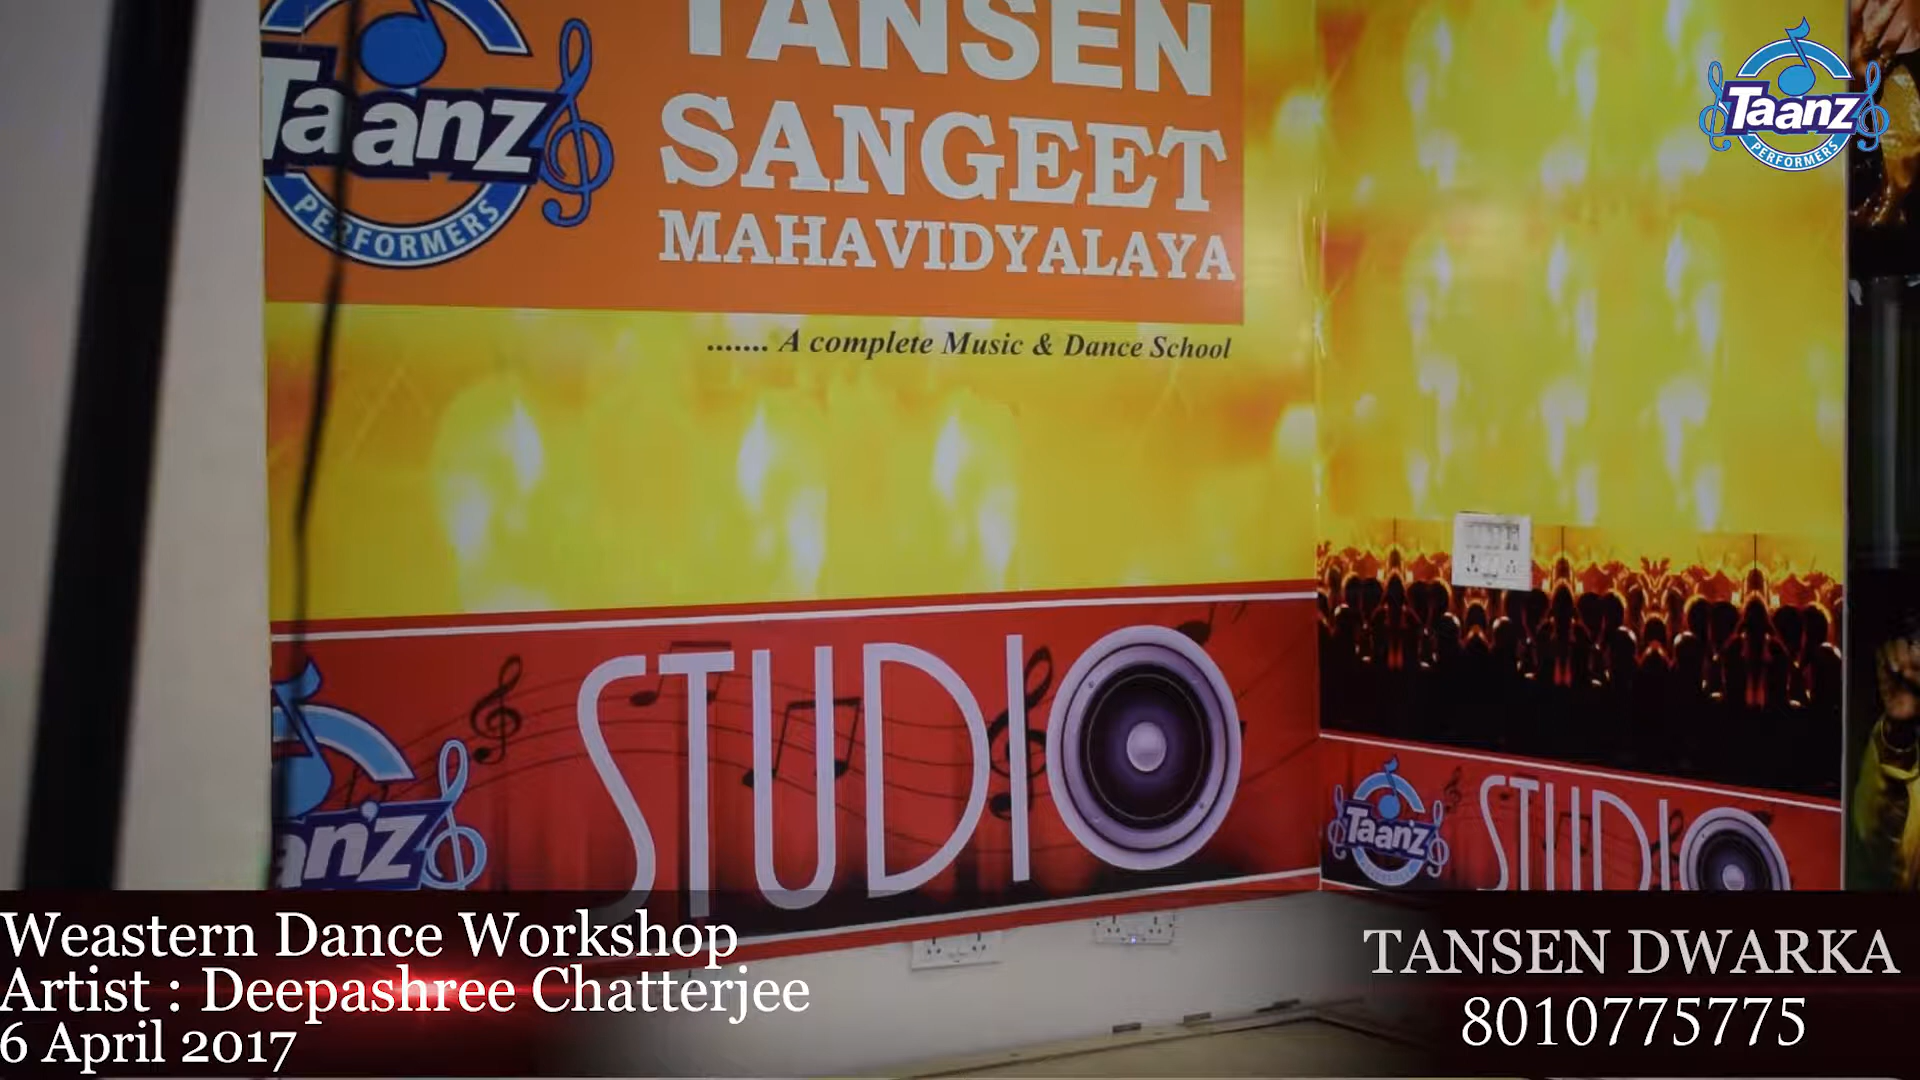 TANSEN
SANGEET
MAHAVIDYALAYA
....... A complete Music & Dance School
Taanz
PERFORMERS
Taanz
PERFORMERS
STUDIO
Taanz
STUDIO
anz
Weastern Dance Workshop
Artist : Deepashree Chatterjee
6 April 2017
TANSEN DWARKA
8010775775